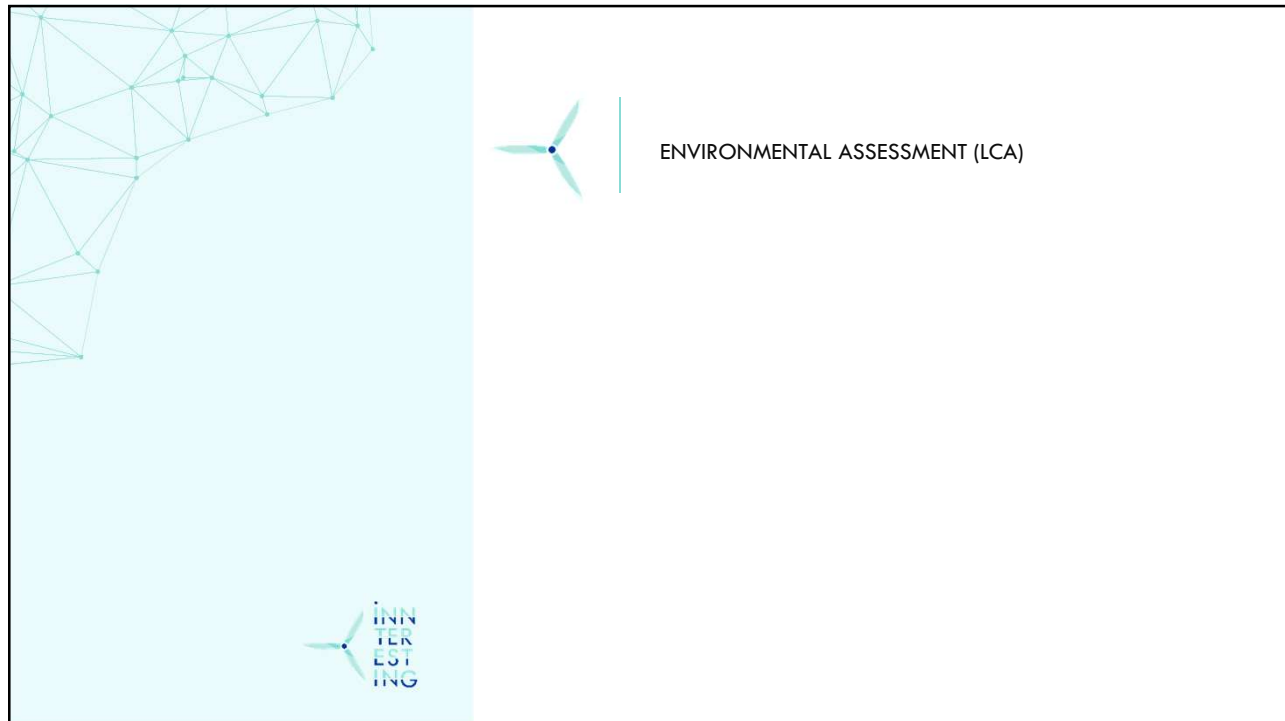 ENVIRONMENTAL ASSESSMENT (LCA)
INN
TER
EST
ING